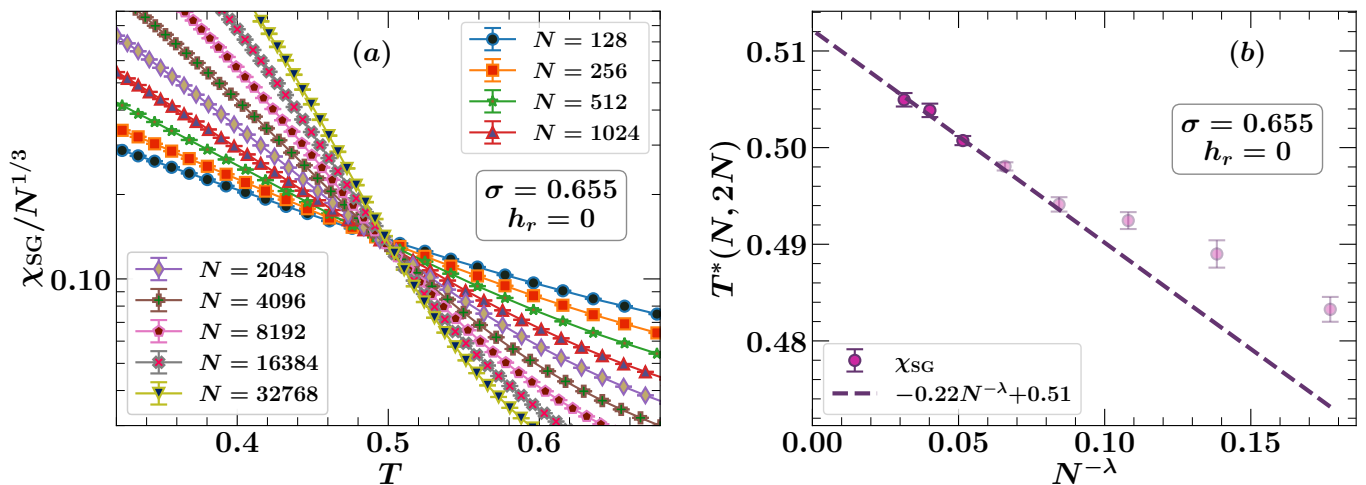 (a)
N = 128
N = 256
N = 512
N = 1024
σ = 0.655
h_r = 0
N = 2048
N = 4096
N = 8192
N = 16384
N = 32768
χ_SG/N^{1/3}
0.10
0.4 0.5 0.6
T
(b)
σ = 0.655
h_r = 0
χ_SG
−0.22N^{−λ}+0.51
T*(N, 2N)
0.51
0.50
0.49
0.48
0.00 0.05 0.10 0.15
N^{−λ}